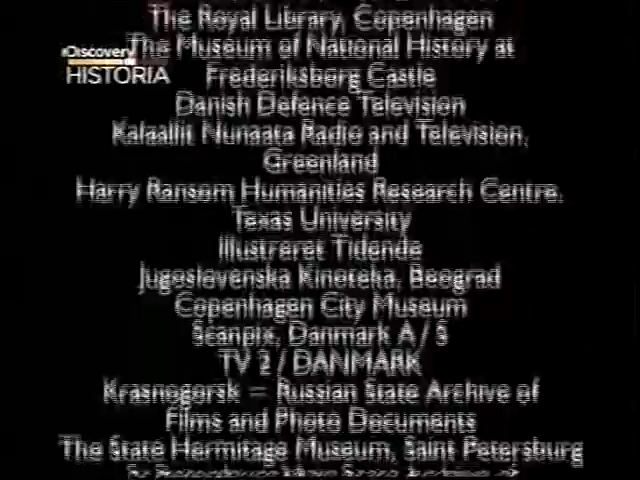 The Royal Library, Copenhagen
The Museum of National History at
Frederiksborg Castle
Discovery
HISTORIA
Danish Defence Television
Kalaallit Nunaata Radio and Television,
Greenland
Harry Ransom Humanities Research Centre,
Texas University
Illustreret Tidende
Jugoslavenska Kinoteka, Beograd
Copenhagen City Museum
Scanpix, Danmark A / S
TV 2 / DANMARK
Krasnogorsk – Russian State Archive of
Films and Photo Documents
The State Hermitage Museum, Saint Petersburg